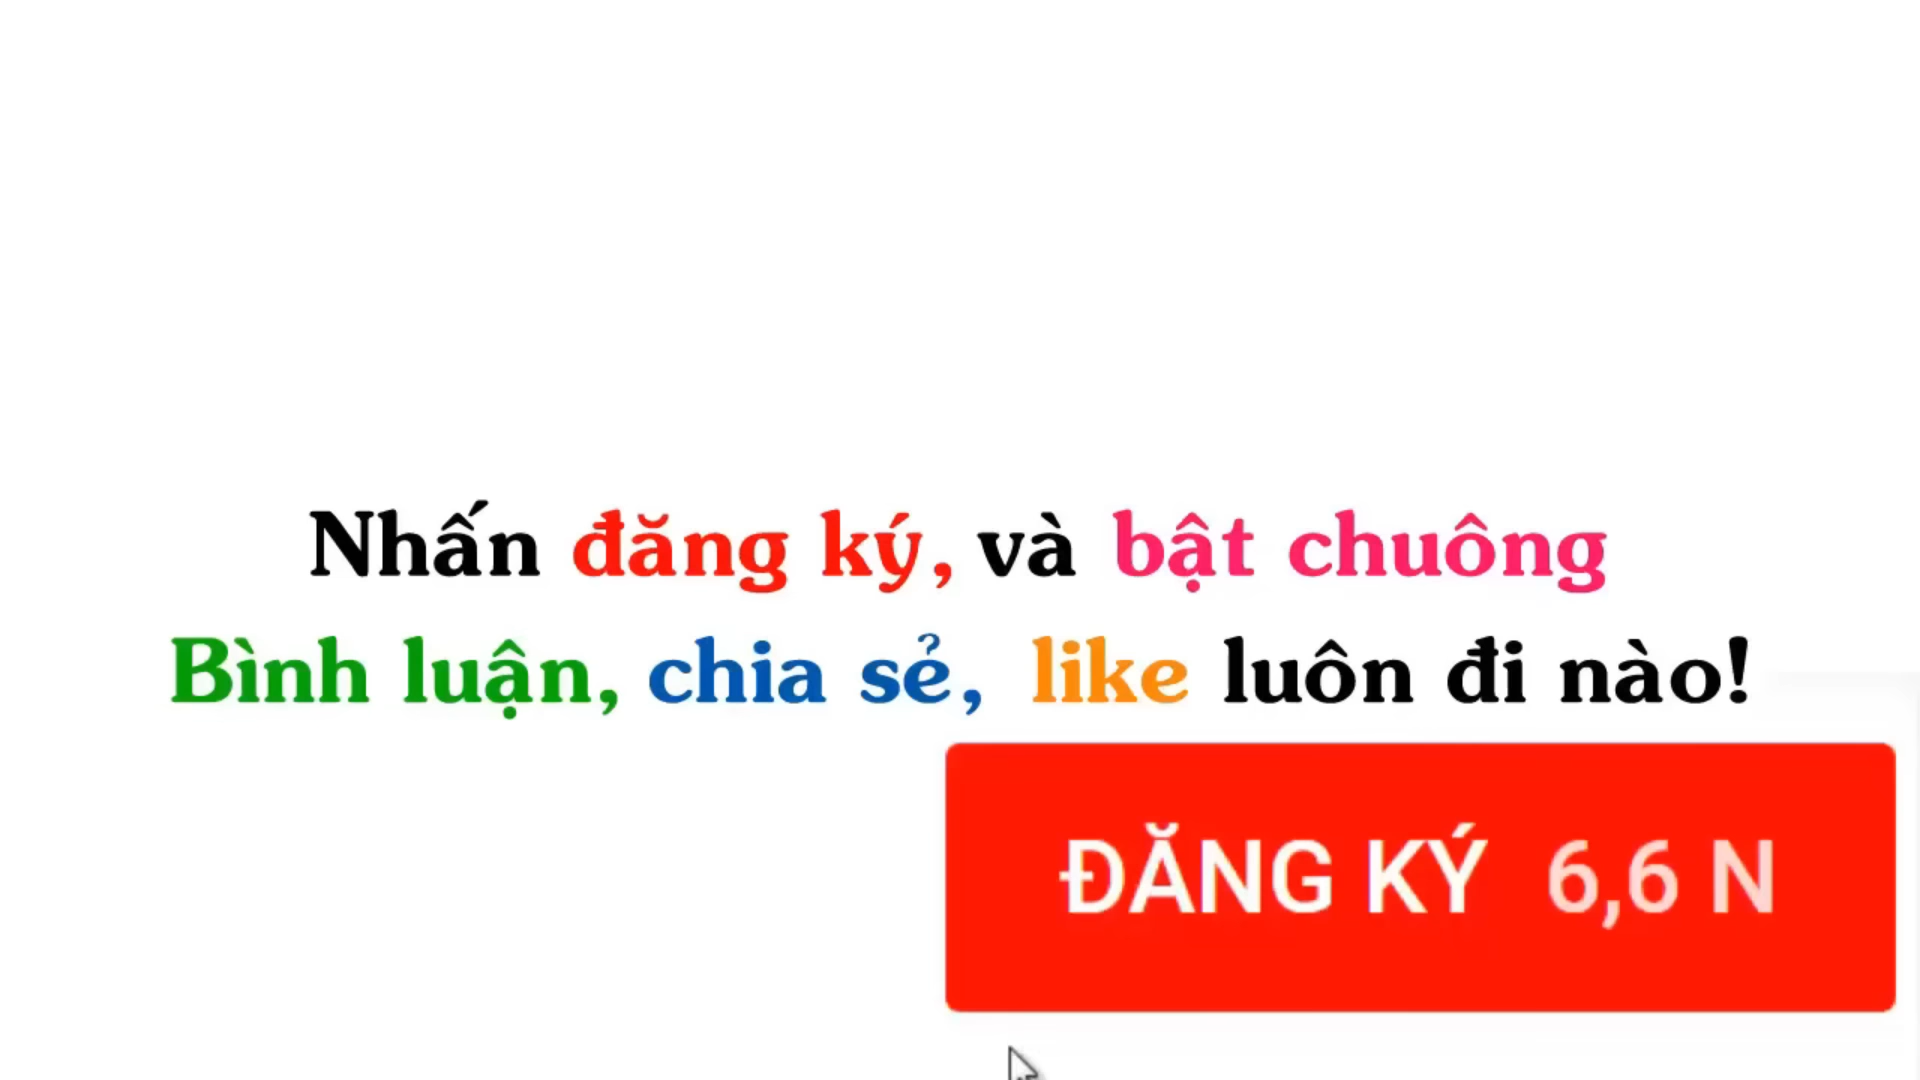 Nhấn đăng ký, và bật chuông
Bình luận, chia sẻ, like luôn đi nào!
ĐĂNG KÝ 6,6 N